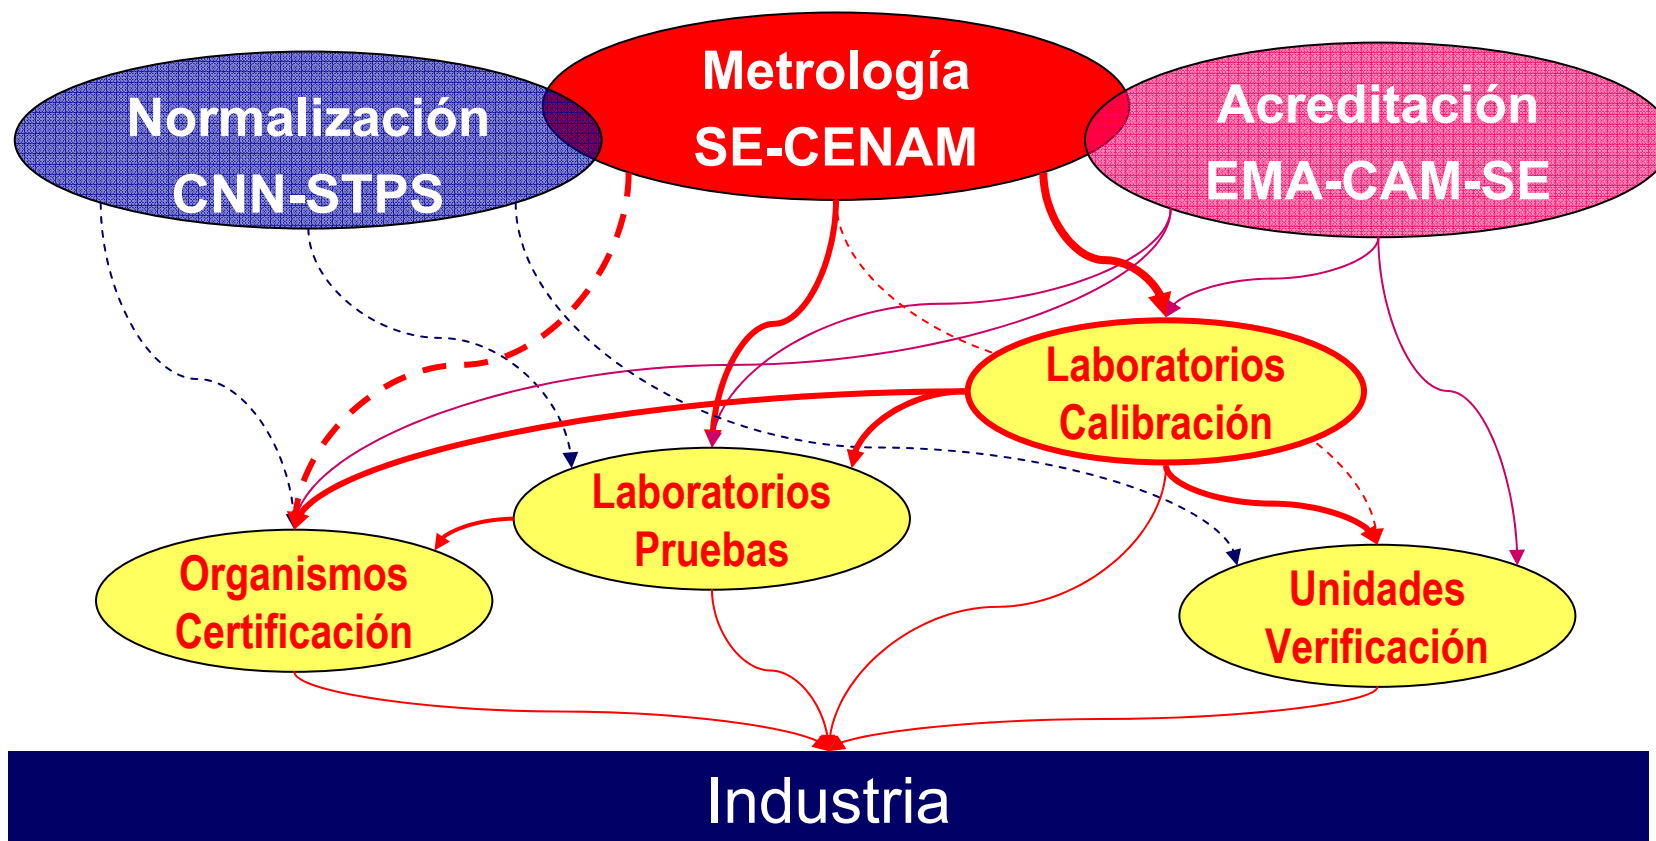 Normalización
CNN-STPS
Metrología
SE-CENAM
Acreditación
EMA-CAM-SE
Laboratorios
Calibración
Laboratorios
Pruebas
Organismos
Certificación
Unidades
Verificación
Industria